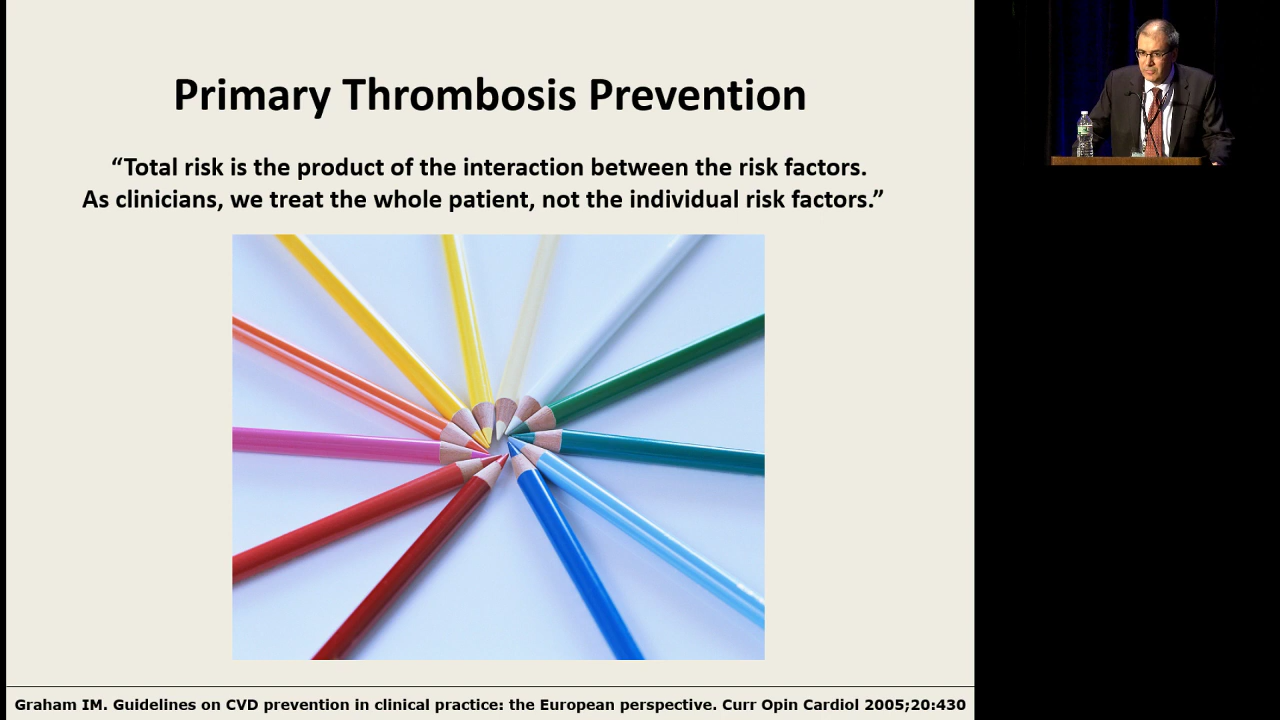 Primary Thrombosis Prevention
“Total risk is the product of the interaction between the risk factors.
As clinicians, we treat the whole patient, not the individual risk factors.”
Graham IM. Guidelines on CVD prevention in clinical practice: the European perspective. Curr Opin Cardiol 2005;20:430